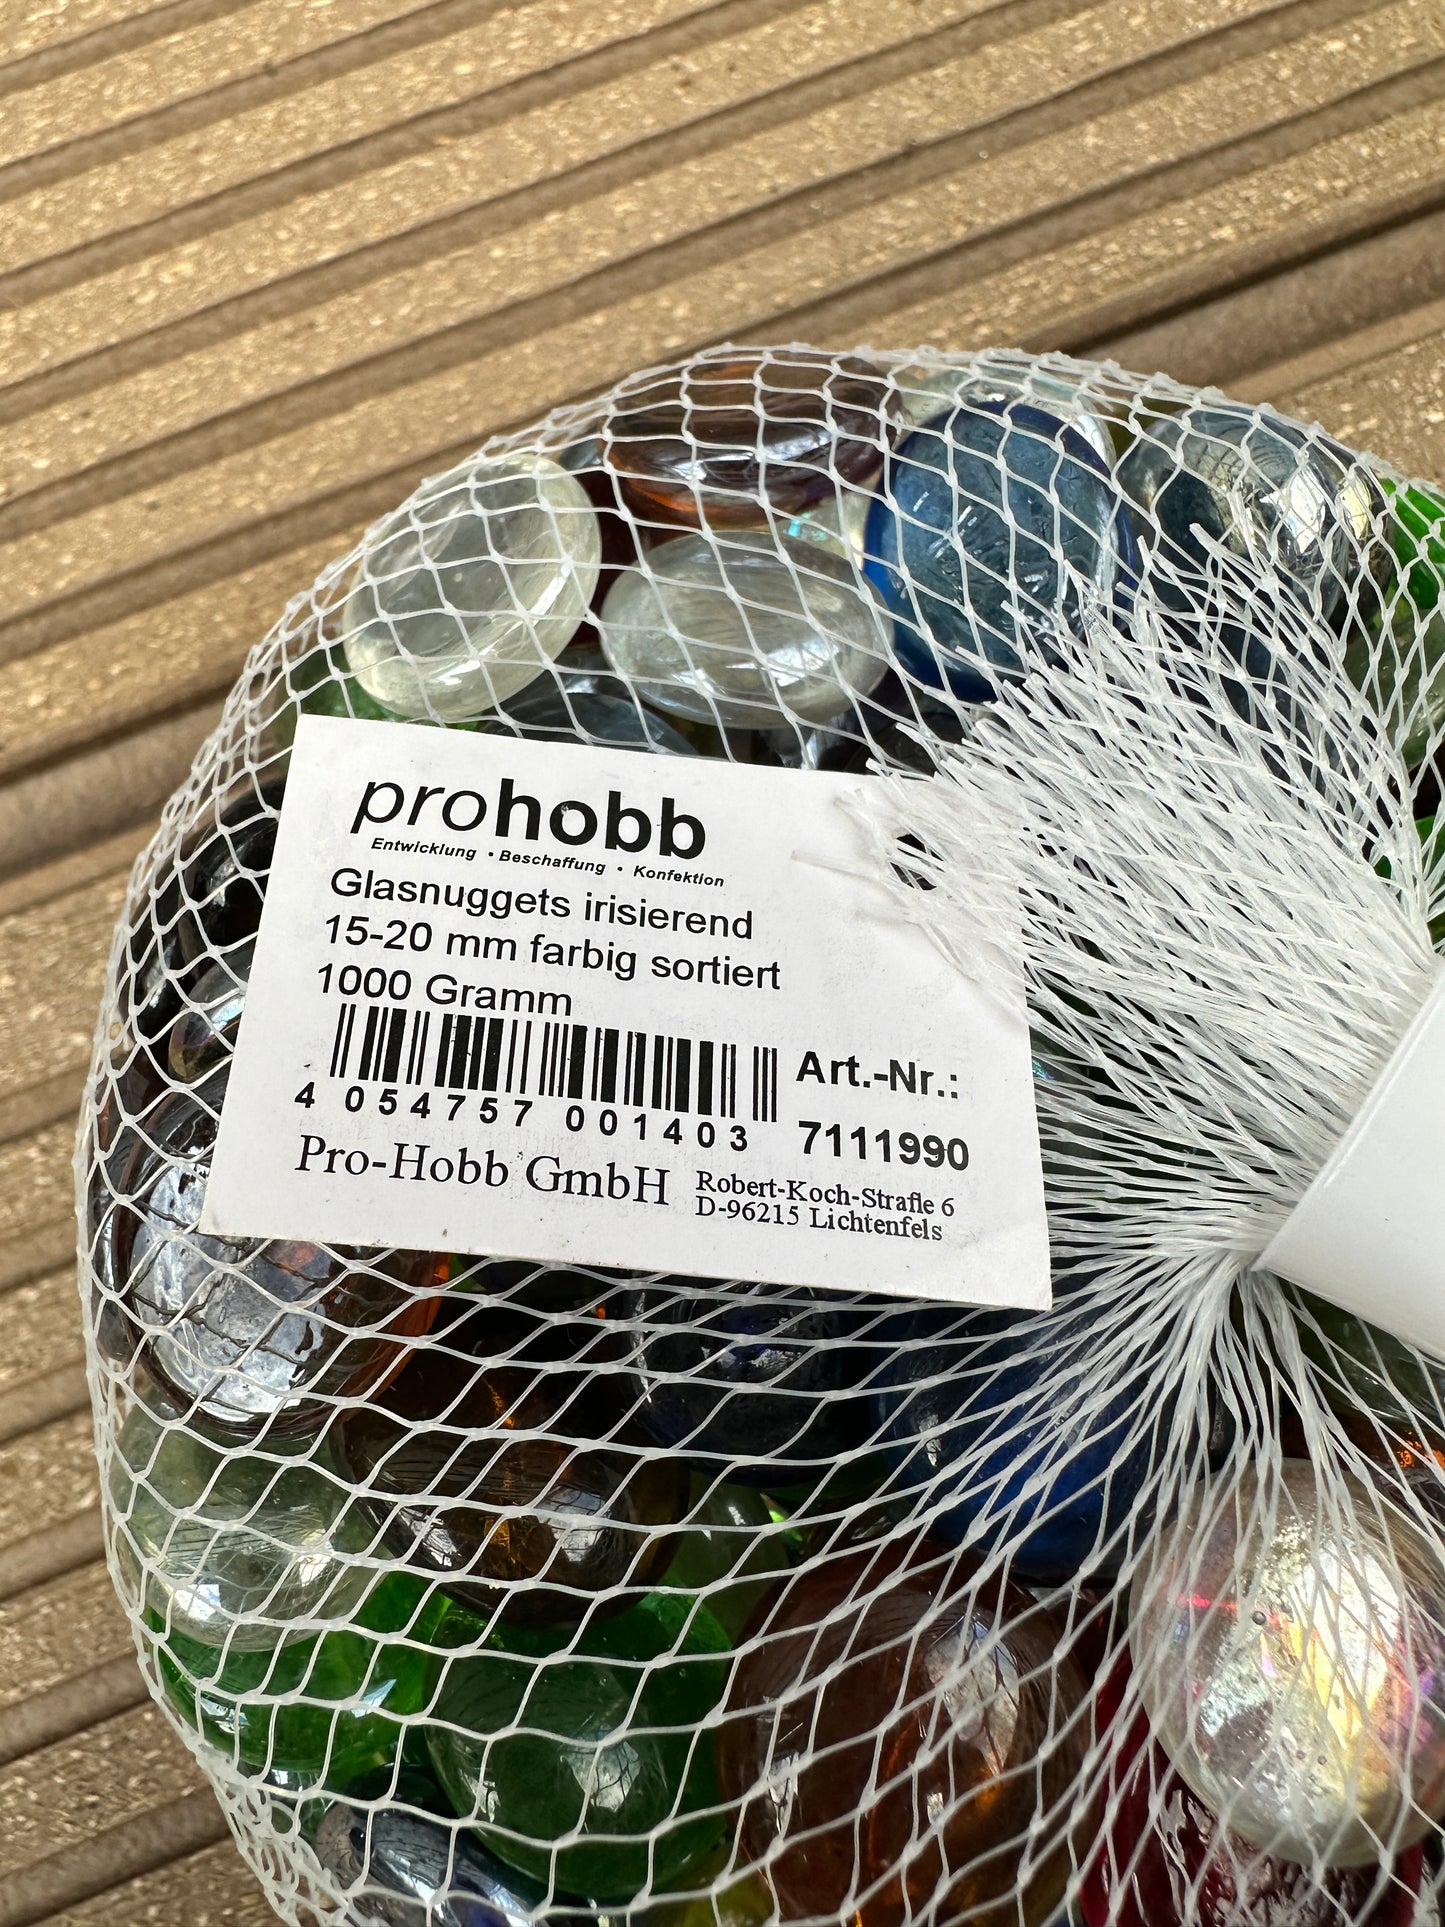 prohobb
Entwicklung • Beschaffung • Konfektion
Glasnuggets irisierend
15-20 mm farbig sortiert
1000 Gramm
Art.-Nr.:
4 054757 001403
7111990
Pro-Hobb GmbH
Robert-Koch-Straße 6
D-96215 Lichtenfels